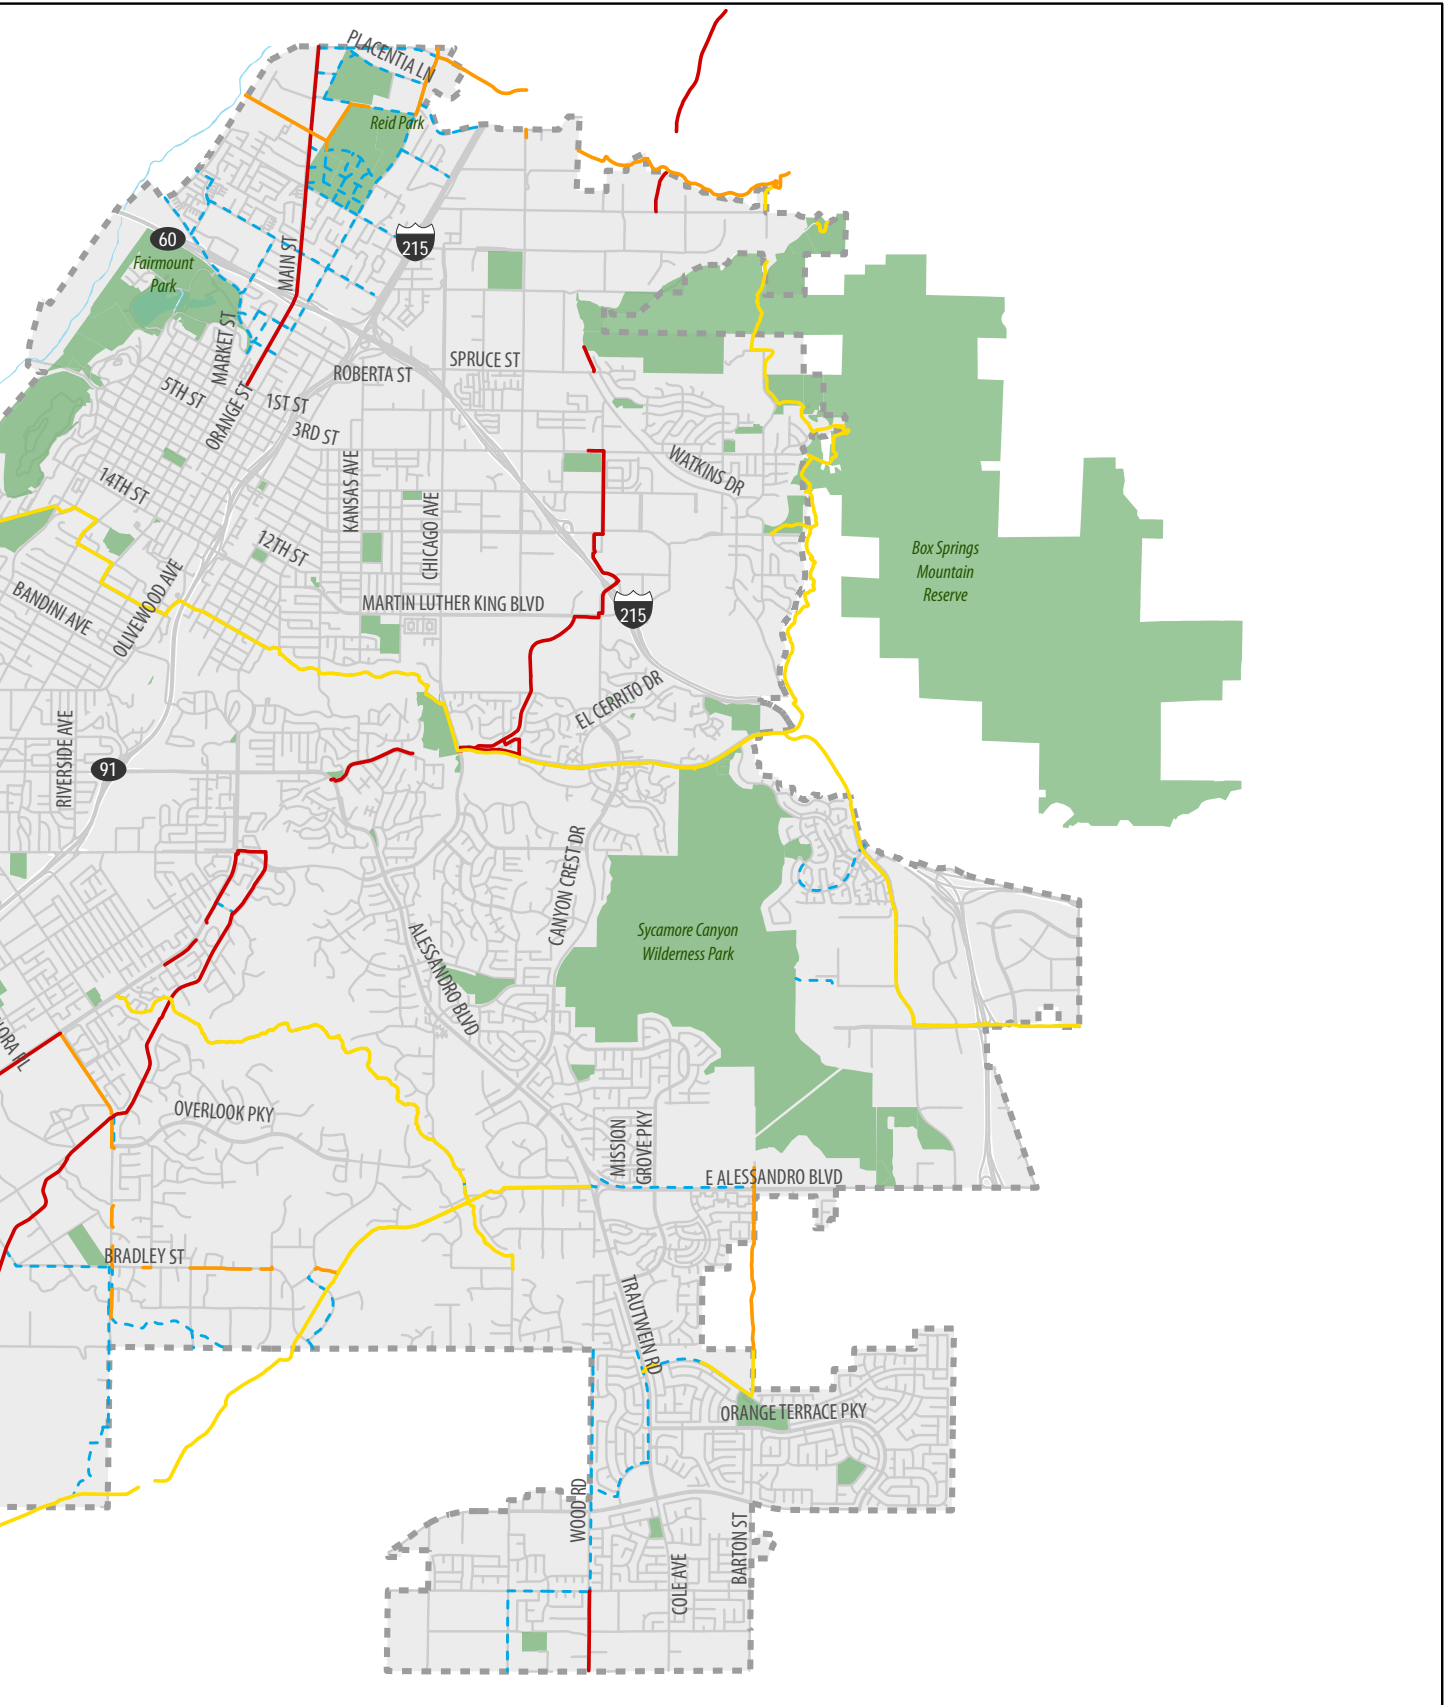 PLACENTIA LN
Reid Park
60
215
Fairmount
Park
MAIN ST
MARKET ST
SPRUCE ST
ROBERTA ST
5TH ST
1ST ST
ORANGE ST
3RD ST
WATKINS DR
14TH ST
KANSAS AVE
CHICAGO AVE
12TH ST
Box Springs
Mountain
Reserve
BANDINI AVE
OLIVEWOOD AVE
MARTIN LUTHER KING BLVD
215
EL CERRITO DR
RIVERSIDE AVE
91
CANYON CREST DR
Sycamore Canyon
Wilderness Park
ALESSANDRO BLVD
ORA PL
OVERLOOK PKY
MISSION
GROVE PKY
E ALESSANDRO BLVD
BRADLEY ST
TRAUTWEIN RD
ORANGE TERRACE PKY
WOOD RD
BARTON ST
COLE AVE